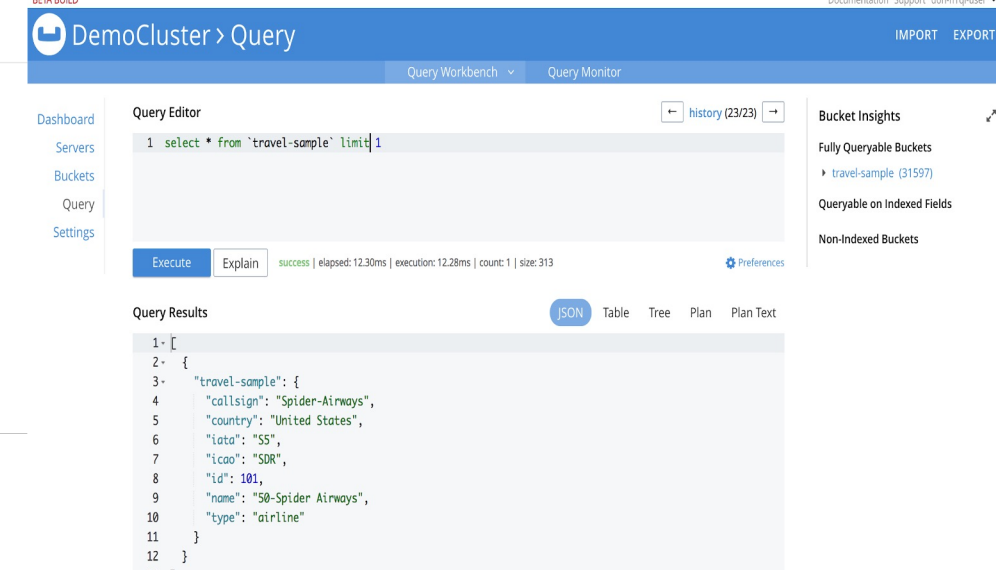 BETA BUILD
Documentation Support
DemoCluster > Query
IMPORT EXPORT
Query Workbench Query Monitor
Dashboard
Servers
Buckets
Query
Settings
Query Editor
← history (23/23) →
1 select * from `travel-sample` limit 1
Execute Explain success | elapsed: 12.30ms | execution: 12.28ms | count: 1 | size: 313
Preferences
Query Results
JSON Table Tree Plan Plan Text
1 [
2 {
3 "travel-sample": {
4 "callsign": "Spider-Airways",
5 "country": "United States",
6 "iata": "S5",
7 "icao": "SDR",
8 "id": 101,
9 "name": "50-Spider Airways",
10 "type": "airline"
11 }
12 }
Bucket Insights
Fully Queryable Buckets
travel-sample (31597)
Queryable on Indexed Fields
Non-Indexed Buckets